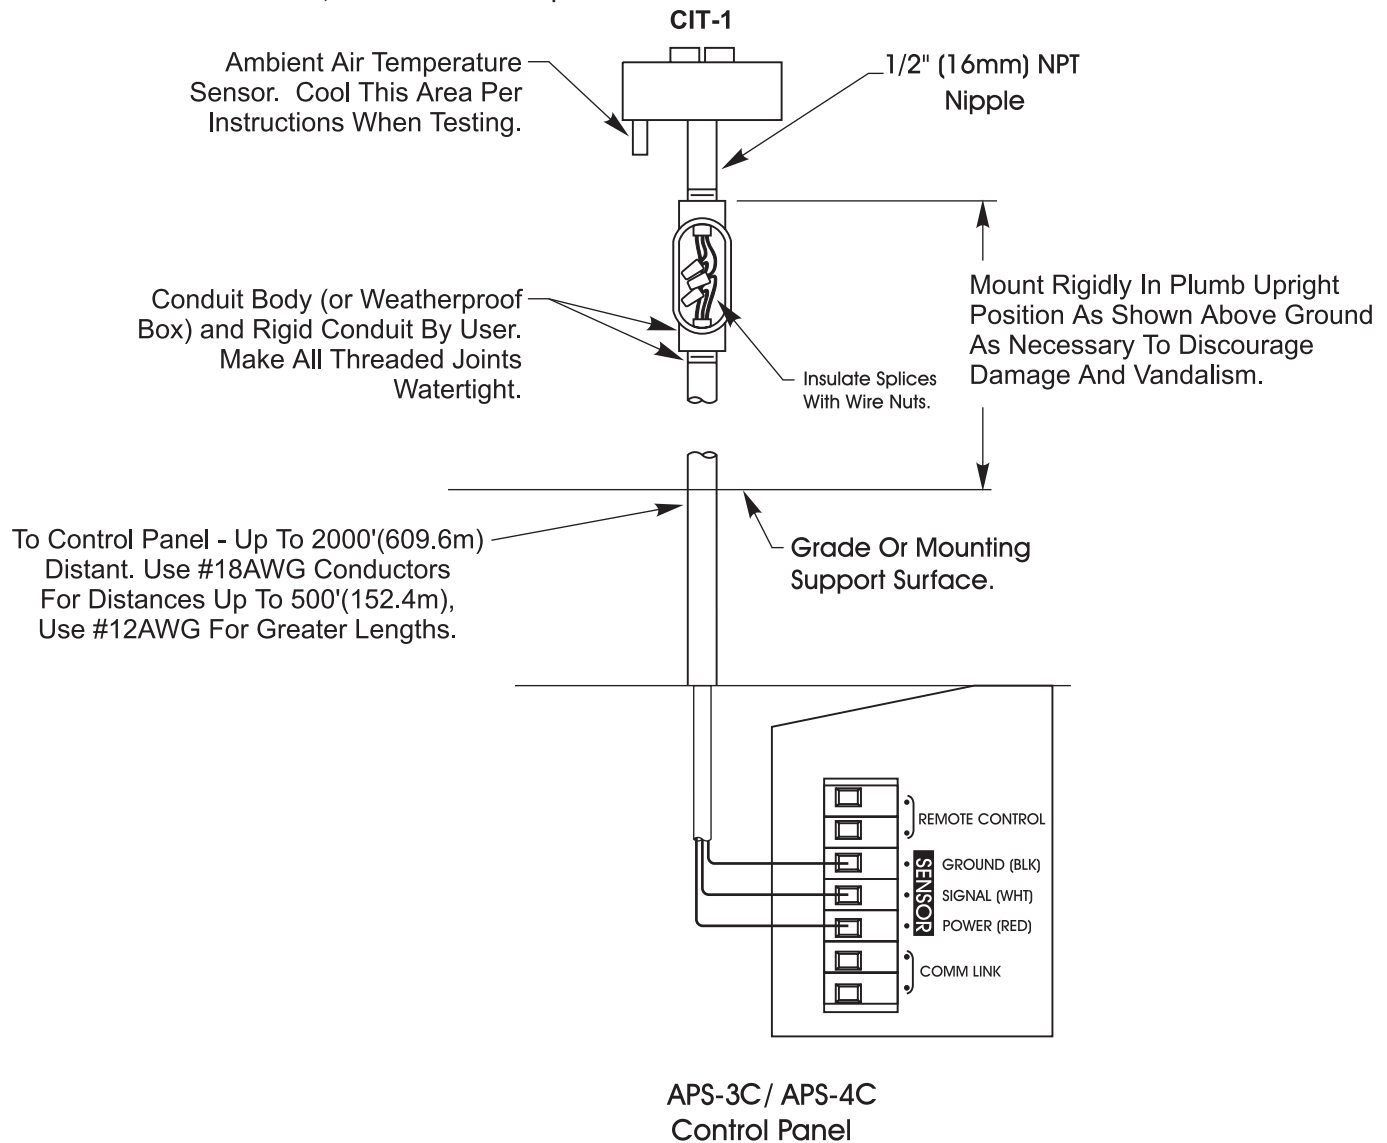 CIT-1
Ambient Air Temperature
Sensor. Cool This Area Per
Instructions When Testing.
1/2" (16mm) NPT
Nipple
Conduit Body (or Weatherproof
Box) and Rigid Conduit By User.
Make All Threaded Joints
Watertight.
Insulate Splices
With Wire Nuts.
Mount Rigidly In Plumb Upright
Position As Shown Above Ground
As Necessary To Discourage
Damage And Vandalism.
To Control Panel - Up To 2000'(609.6m)
Distant. Use #18AWG Conductors
For Distances Up To 500'(152.4m),
Use #12AWG For Greater Lengths.
Grade Or Mounting
Support Surface.
REMOTE CONTROL
SENSOR
GROUND (BLK)
SIGNAL (WHT)
POWER (RED)
COMM LINK
APS-3C/ APS-4C
Control Panel